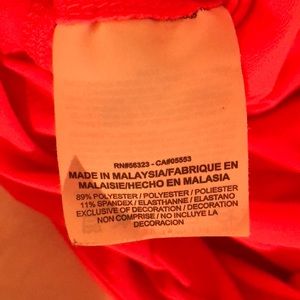 RN#56323 - CA#05553
MADE IN MALAYSIA/FABRIQUE EN
MALAISIE/HECHO EN MALASIA
89% POLYESTER / POLYESTER / POLIESTER
11% SPANDEX / ELASTHANNE / ELASTANO
EXCLUSIVE OF DECORATION / DECORATION
NON COMPRISE / NO INCLUYE LA
DECORACION